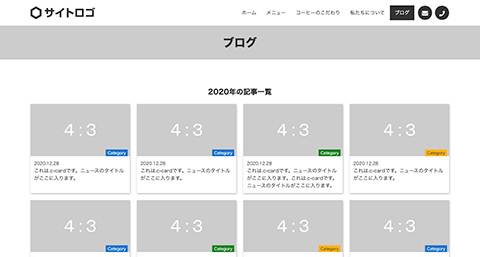 サイトロゴ
ホーム メニュー コーヒーのこだわり 私たちについて ブログ
ブログ
2020年の記事一覧
4:3 4:3 4:3 4:3
Category Category Category Category
2020.12.28 2020.12.28 2020.12.28 2020.12.28
これは.c-cardです。ニュースのタイトル
がここに入ります。
これは.c-cardです。ニュースのタイトル
がここに入ります。
これは.c-cardです。ニュースのタイトル
がここに入ります。これは.c-cardです。
ニュースのタイトルがここに入ります。
これは.c-cardです。ニュースのタイトル
がここに入ります。
4:3 4:3 4:3 4:3
Category Category Category Category